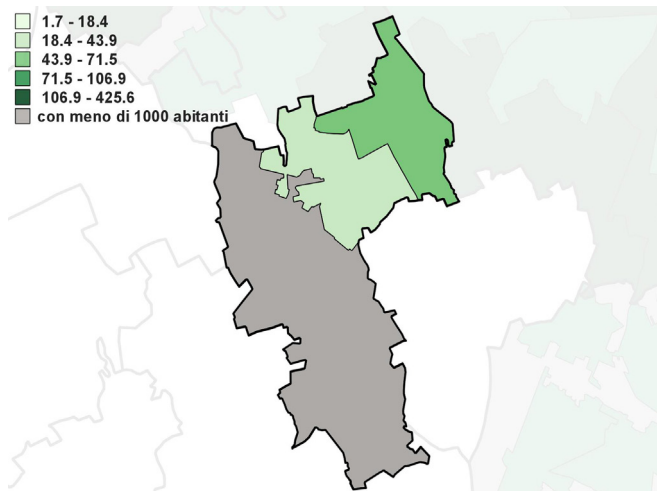 1.7 - 18.4
18.4 - 43.9
43.9 - 71.5
71.5 - 106.9
106.9 - 425.6
con meno di 1000 abitanti